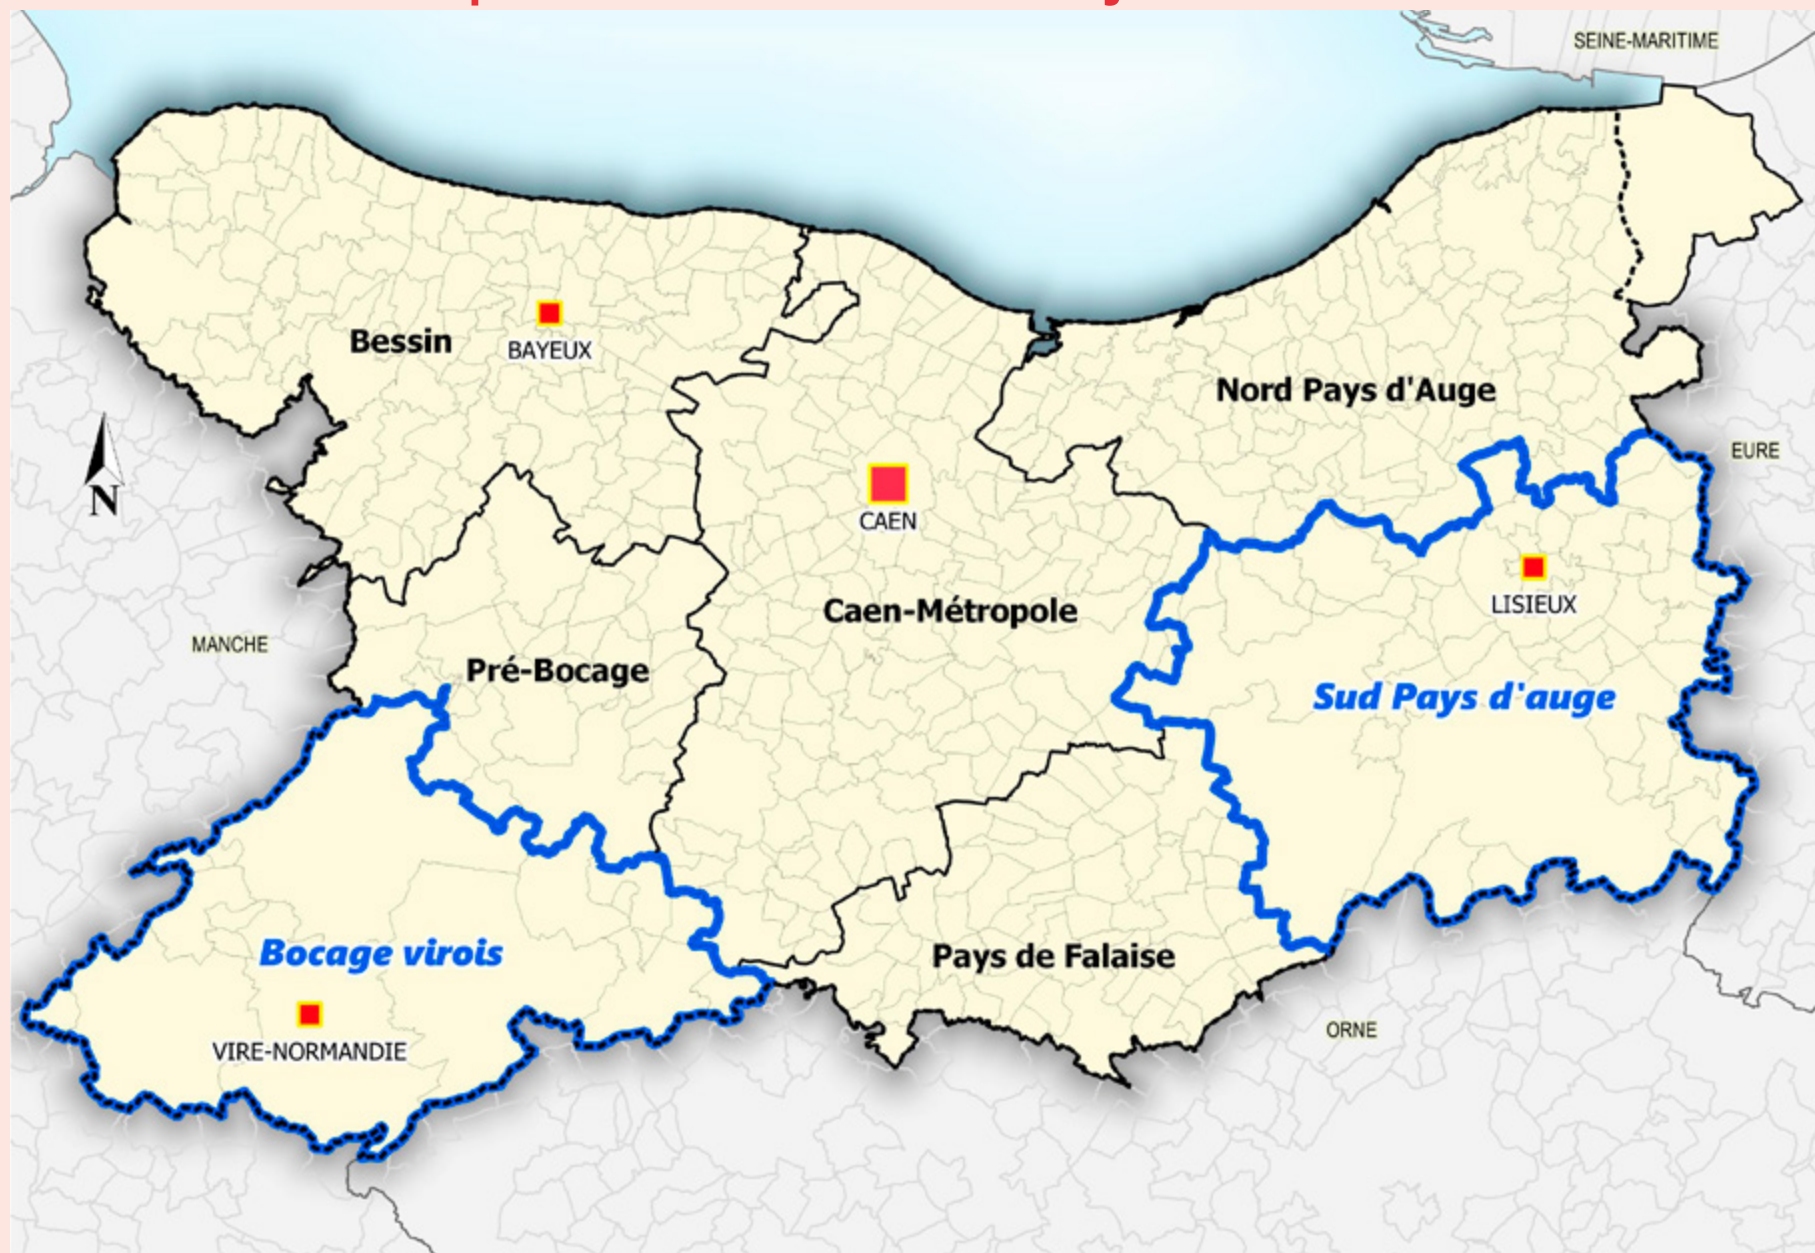 SEINE-MARITIME
Bessin
BAYEUX
Nord Pays d'Auge
EURE
N
CAEN
LISIEUX
Caen-Métropole
MANCHE
Pré-Bocage
Sud Pays d'auge
Bocage virois
Pays de Falaise
VIRE-NORMANDIE
ORNE